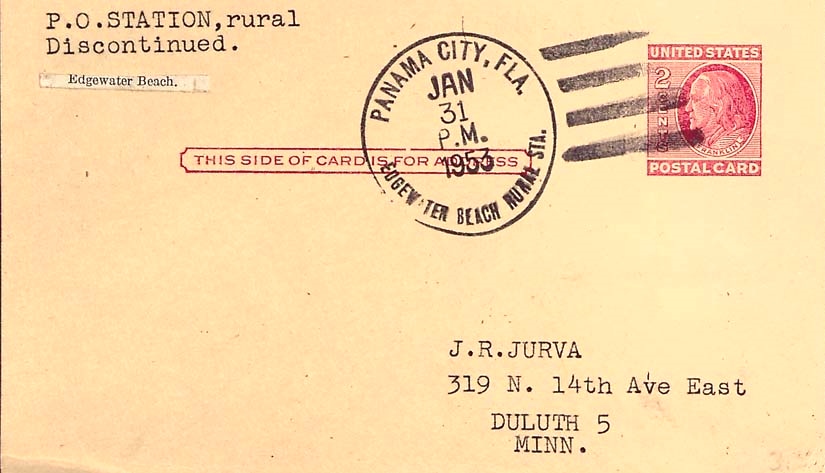 P.O.STATION,rural
Discontinued.
Edgewater Beach.
PANAMA CITY, FLA.
JAN
31
P.M.
1953
EDGEWATER BEACH RURAL STA.
UNITED STATES
2 CENTS
FRANKLIN
POSTAL CARD
THIS SIDE OF CARD IS FOR ADDRESS
J.R.JURVA
319 N. 14th Ave East
DULUTH 5
MINN.